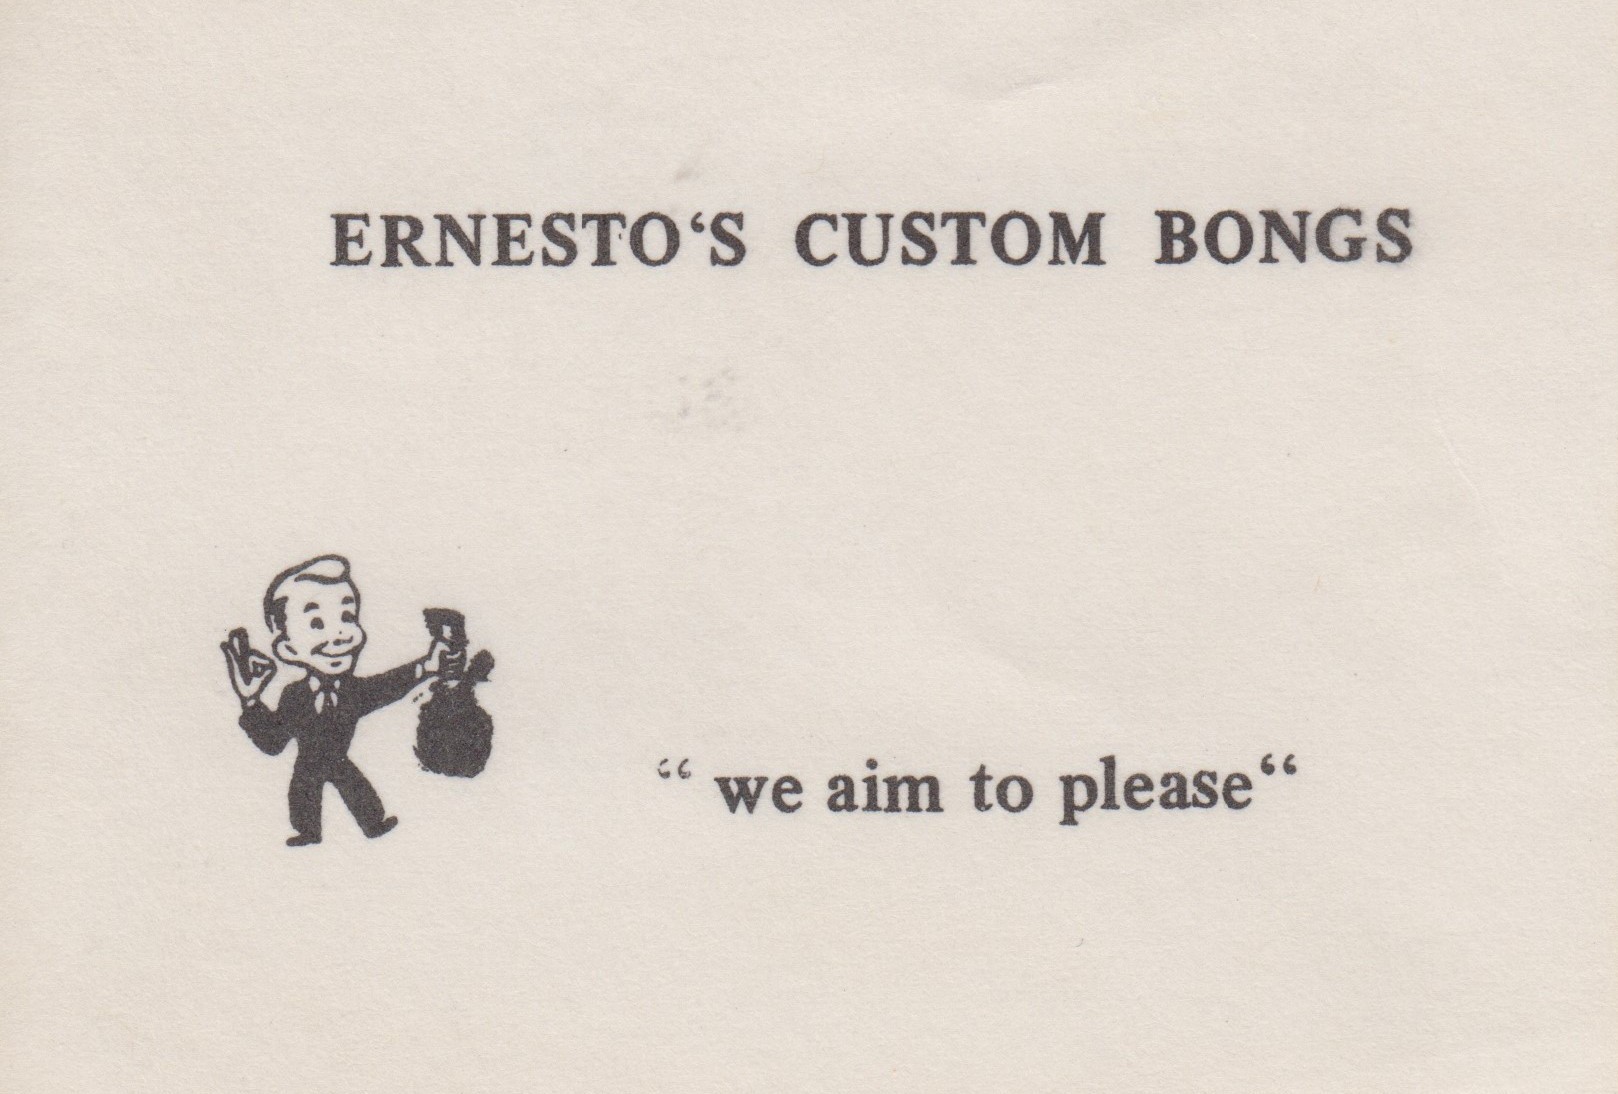 ERNESTO‘S CUSTOM BONGS
“ we aim to please“